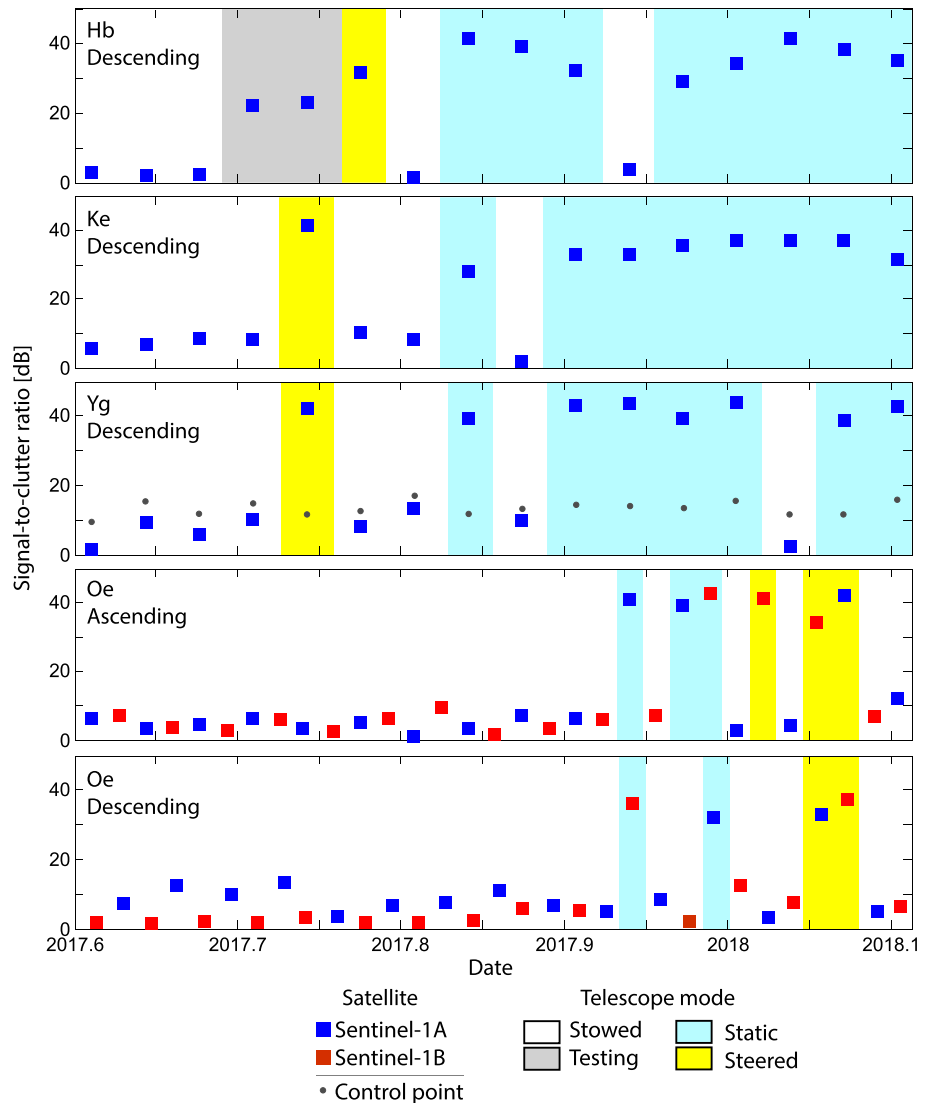 Signal-to-clutter ratio [dB]
Hb
Descending
40
20
0
Ke
Descending
40
20
0
Yg
Descending
40
20
0
Oe
Ascending
40
20
0
Oe
Descending
40
20
0
2017.6 2017.7 2017.8 2017.9 2018 2018.1
Date
Satellite Telescope mode
Sentinel-1A Stowed Static
Sentinel-1B Testing Steered
Control point